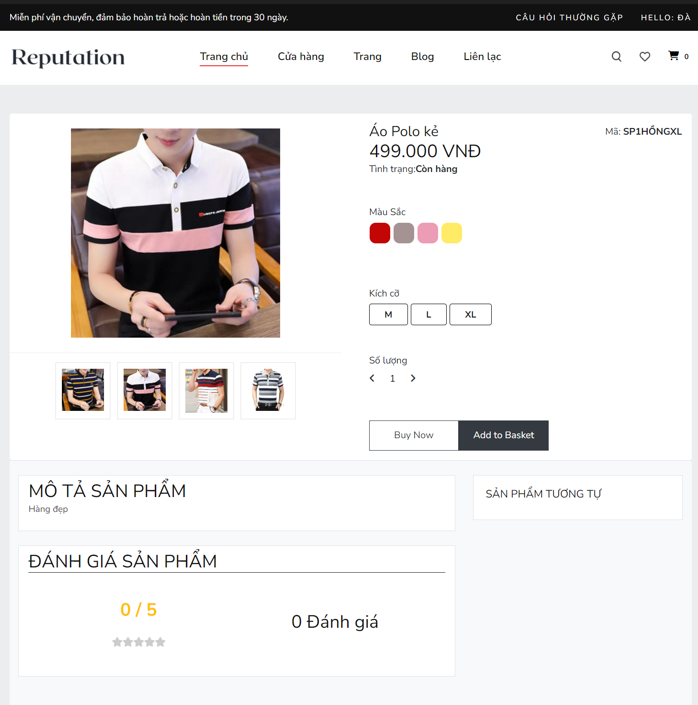 Miễn phí vận chuyển, đảm bảo hoàn trả hoặc hoàn tiền trong 30 ngày.
CÂU HỎI THƯỜNG GẶP
HELLO: ĐÀ
Reputation
Trang chủ
Cửa hàng
Trang
Blog
Liên lạc
0
Áo Polo kẻ
Mã: SP1HỒNGXL
499.000 VNĐ
Tình trạng:Còn hàng
Màu Sắc
Kích cỡ
M
L
XL
Số lượng
1
Buy Now
Add to Basket
MÔ TẢ SẢN PHẨM
Hàng đẹp
SẢN PHẨM TƯƠNG TỰ
ĐÁNH GIÁ SẢN PHẨM
0 / 5
0 Đánh giá